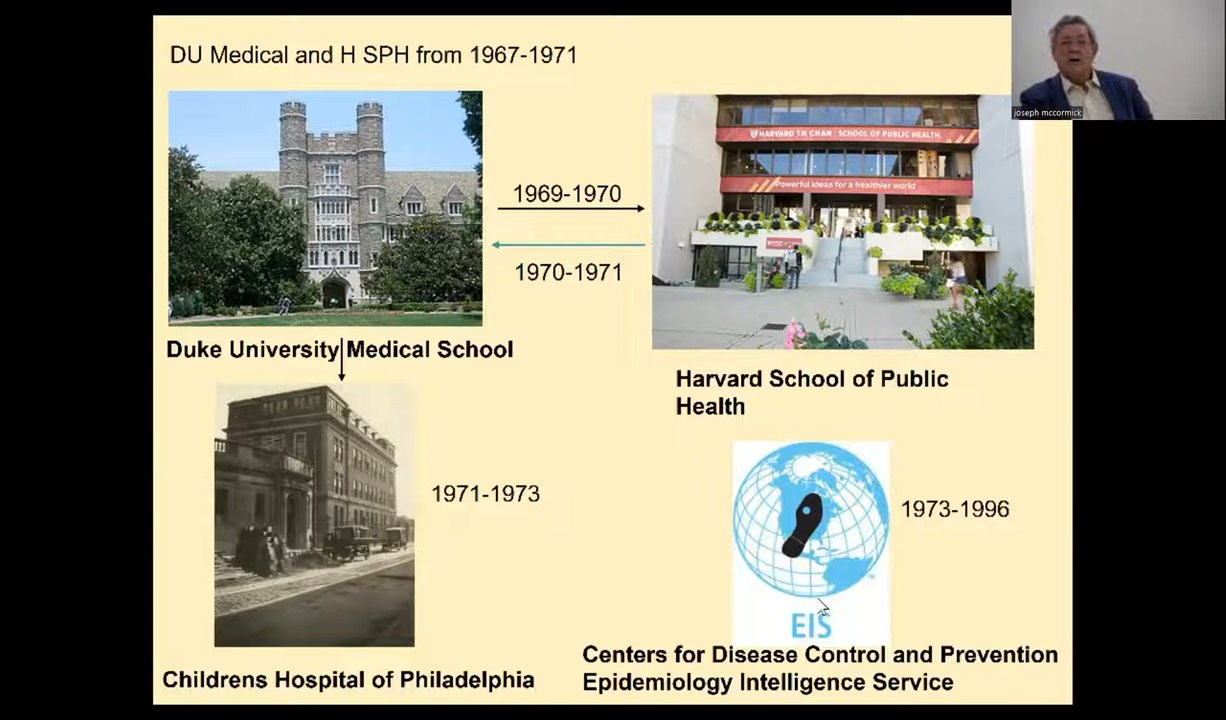 DU Medical and H SPH from 1967-1971
joseph mccormick
HARVARD T.H. CHAN SCHOOL OF PUBLIC HEALTH
Powerful ideas for a healthier world
1969-1970
1970-1971
Duke University Medical School
Harvard School of Public
Health
1971-1973
1973-1996
EIS
Childrens Hospital of Philadelphia
Centers for Disease Control and Prevention
Epidemiology Intelligence Service